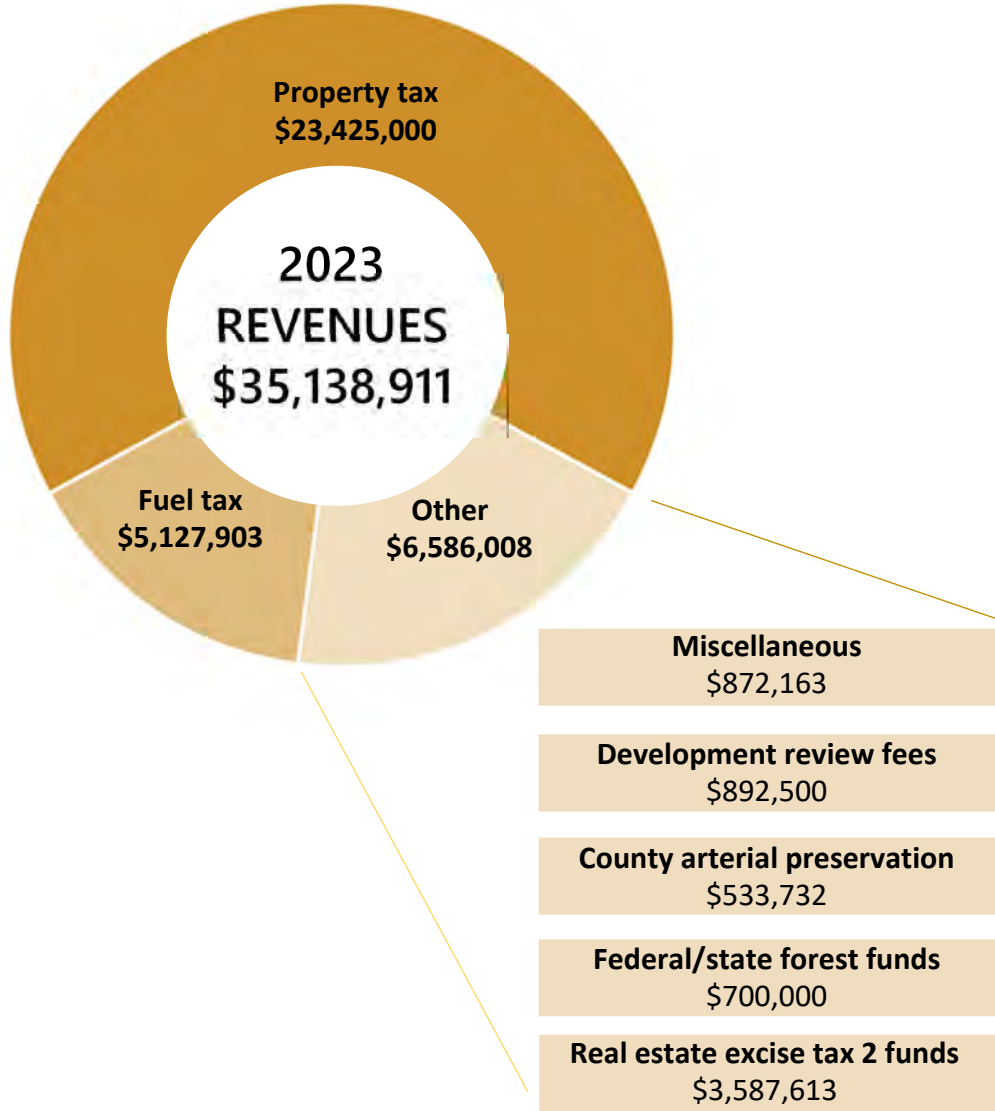 Property tax
$23,425,000
2023
REVENUES
$35,138,911
Fuel tax
$5,127,903
Other
$6,586,008
Miscellaneous
$872,163
Development review fees
$892,500
County arterial preservation
$533,732
Federal/state forest funds
$700,000
Real estate excise tax 2 funds
$3,587,613